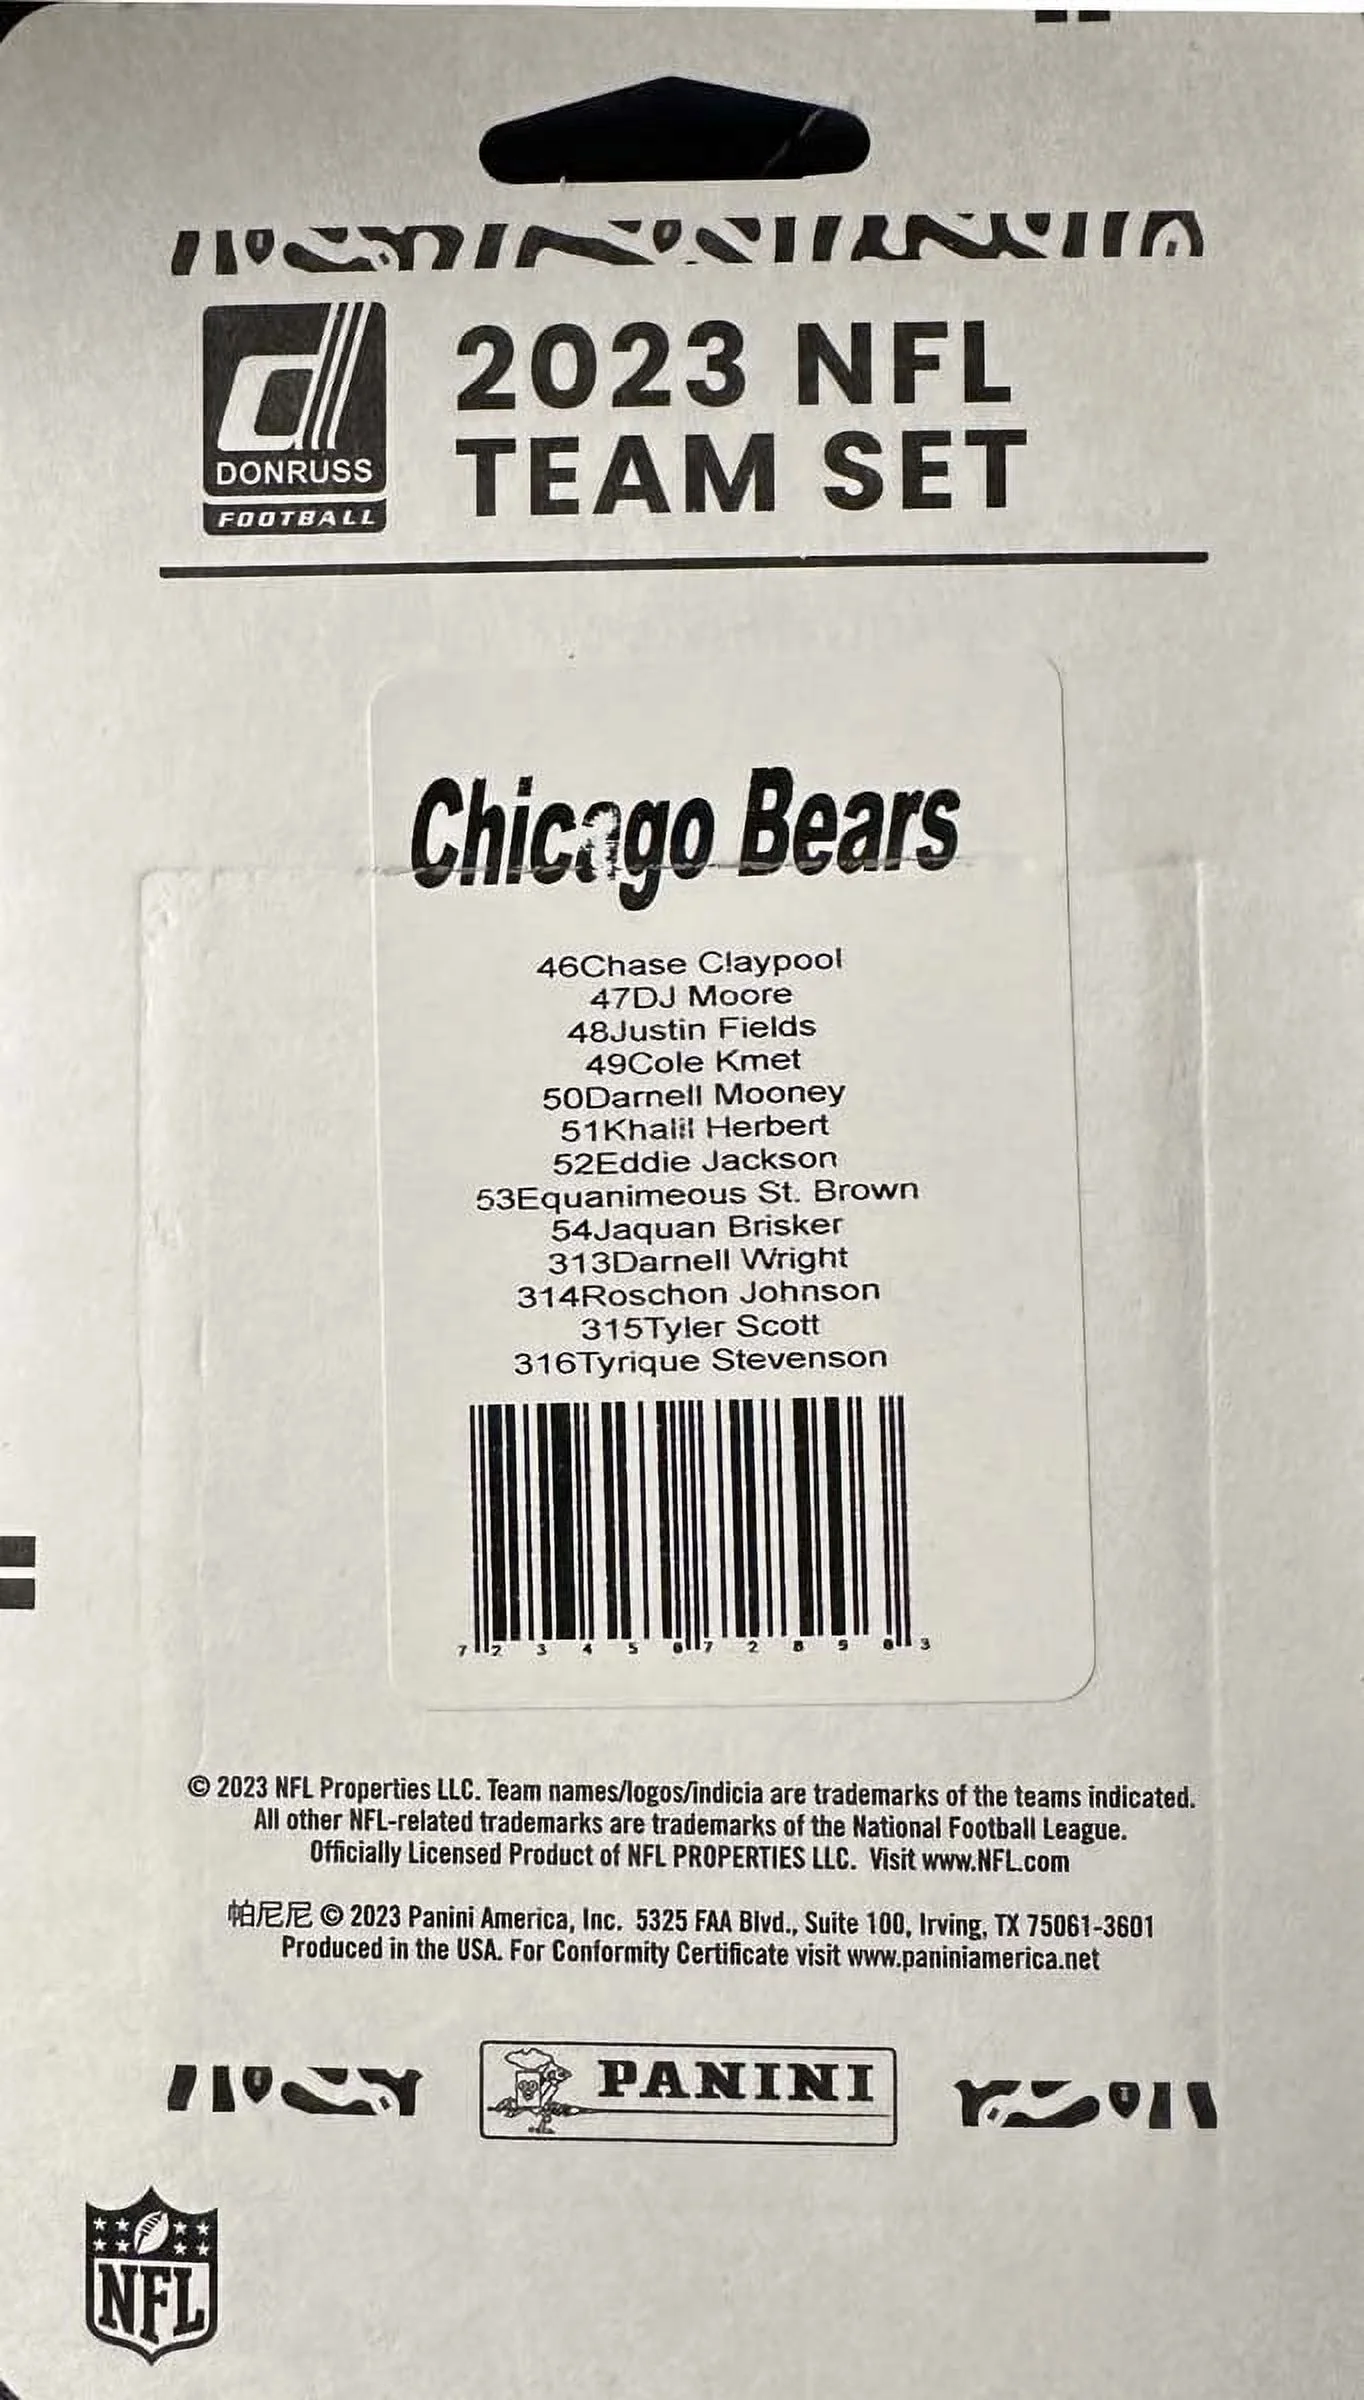 DONRUSS
FOOTBALL
2023 NFL
TEAM SET
Chicago Bears
46Chase Claypool
47DJ Moore
48Justin Fields
49Cole Kmet
50Darnell Mooney
51Khalil Herbert
52Eddie Jackson
53Equanimeous St. Brown
54Jaquan Brisker
313Darnell Wright
314Roschon Johnson
315Tyler Scott
316Tyrique Stevenson
7 2 3 4 5 6 7 2 8 9 0 3
© 2023 NFL Properties LLC. Team names/logos/indicia are trademarks of the teams indicated.
All other NFL-related trademarks are trademarks of the National Football League.
Officially Licensed Product of NFL PROPERTIES LLC. Visit www.NFL.com
帕尼尼 © 2023 Panini America, Inc. 5325 FAA Blvd., Suite 100, Irving, TX 75061-3601
Produced in the USA. For Conformity Certificate visit www.paniniamerica.net
PANINI
NFL